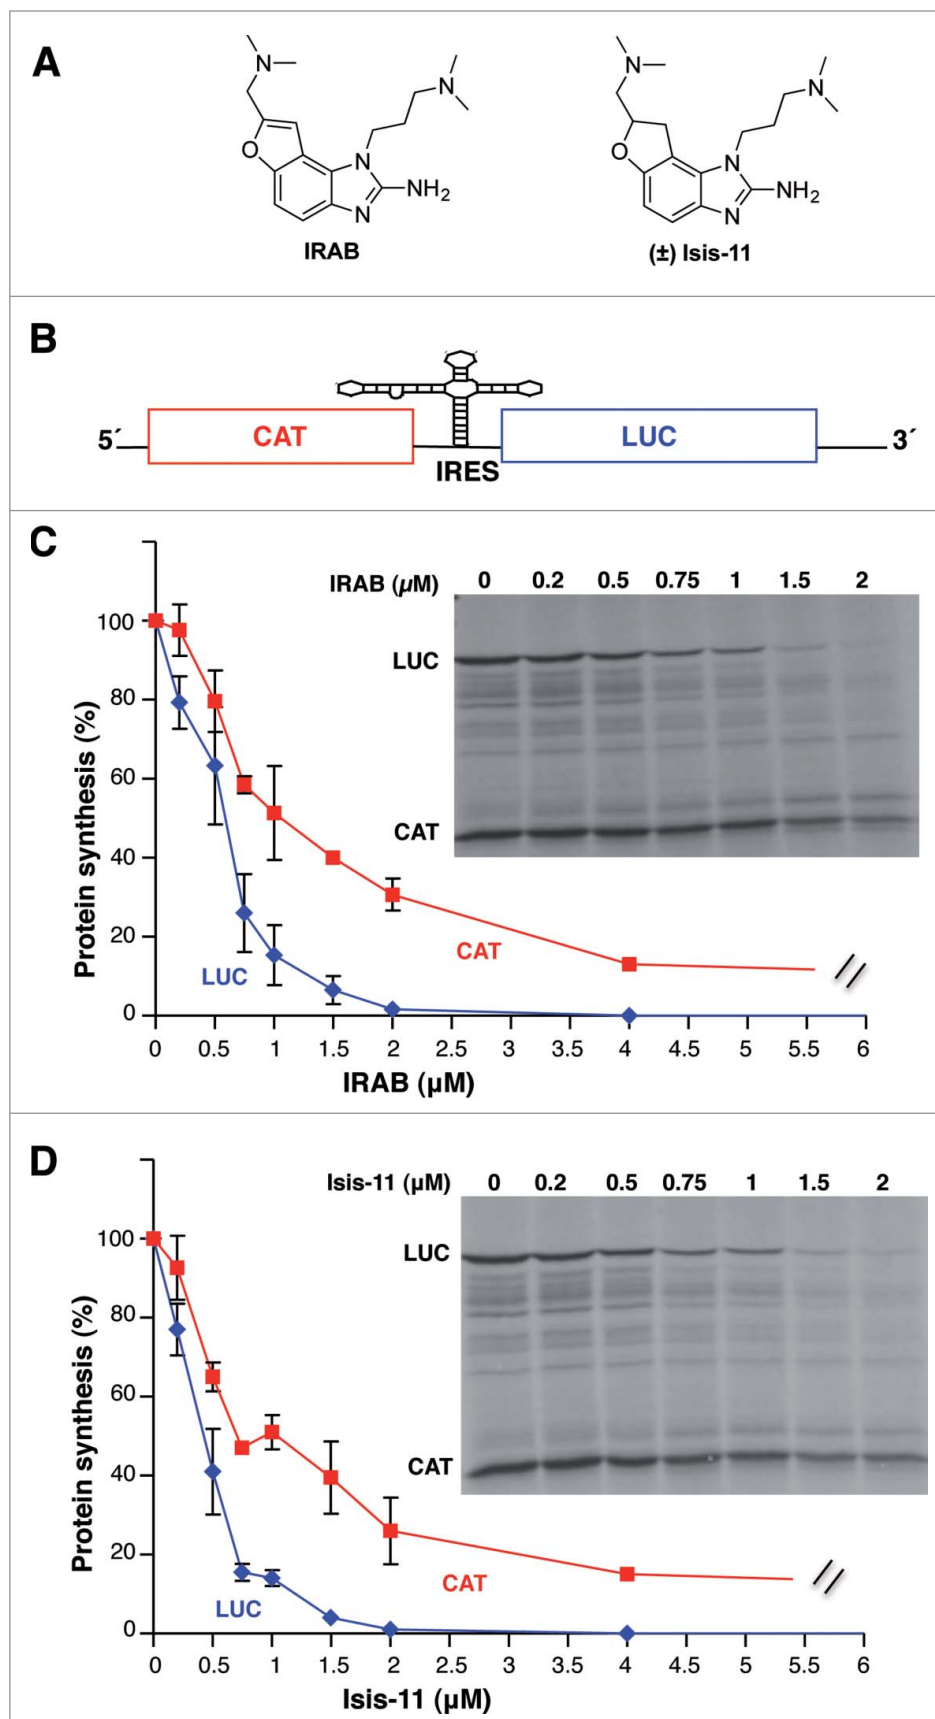 A
N
N
O
N
N
NH2
IRAB
N
N
O
N
N
NH2
(±) Isis-11
B
5´ CAT IRES LUC 3´
C
IRAB (µM) 0 0.2 0.5 0.75 1 1.5 2
LUC
CAT
Protein synthesis (%)
100
80
60
40
20
0
LUC
CAT
0 0.5 1 1.5 2 2.5 3 3.5 4 4.5 5 5.5 6
IRAB (µM)
D
Isis-11 (µM) 0 0.2 0.5 0.75 1 1.5 2
LUC
CAT
Protein synthesis (%)
100
80
60
40
20
0
LUC
CAT
0 0.5 1 1.5 2 2.5 3 3.5 4 4.5 5 5.5 6
Isis-11 (µM)